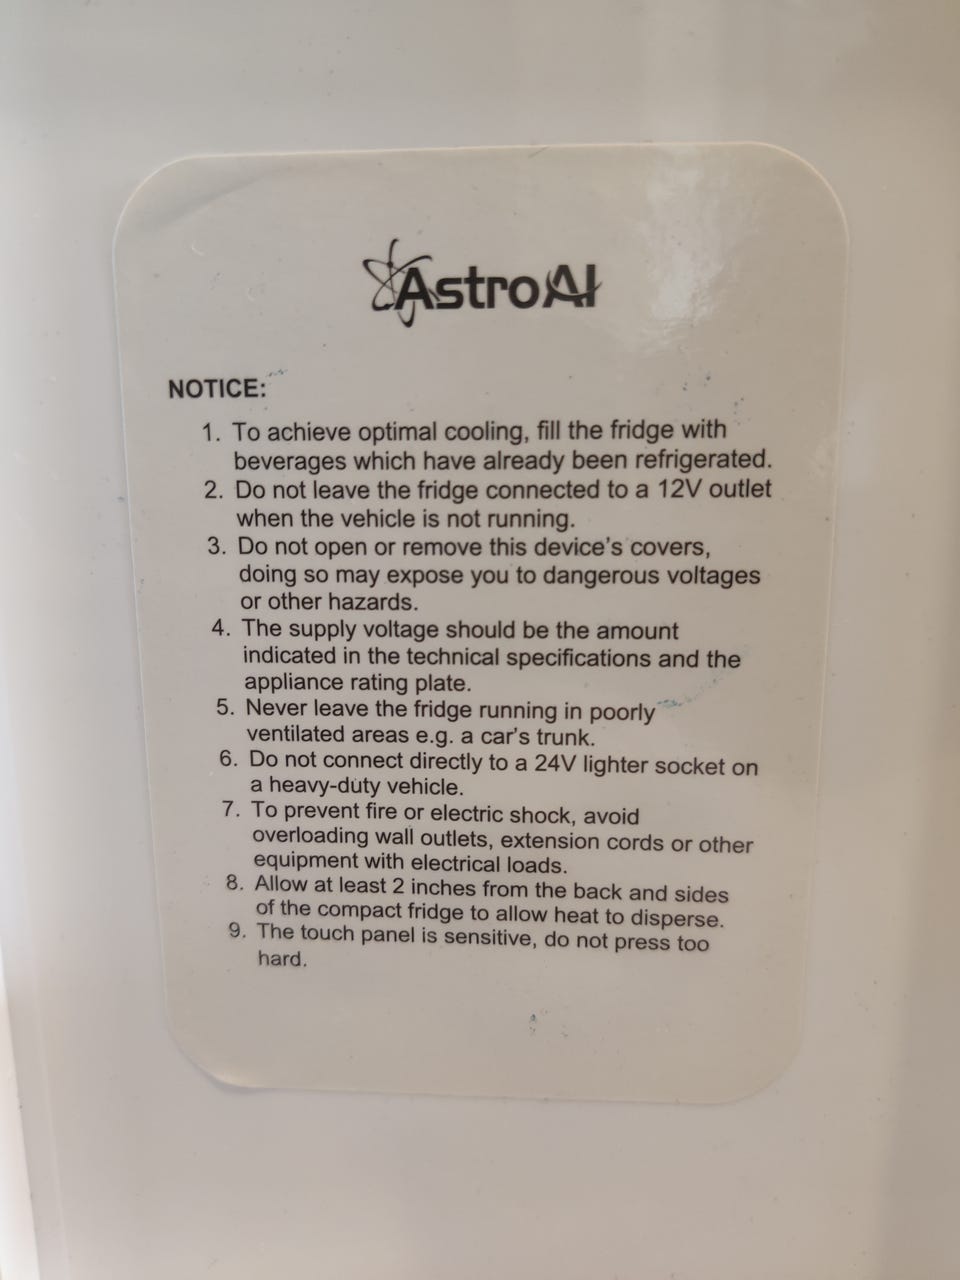 AstroAI
NOTICE:
1. To achieve optimal cooling, fill the fridge with
beverages which have already been refrigerated.
2. Do not leave the fridge connected to a 12V outlet
when the vehicle is not running.
3. Do not open or remove this device's covers,
doing so may expose you to dangerous voltages
or other hazards.
4. The supply voltage should be the amount
indicated in the technical specifications and the
appliance rating plate.
5. Never leave the fridge running in poorly
ventilated areas e.g. a car's trunk.
6. Do not connect directly to a 24V lighter socket on
a heavy-duty vehicle.
7. To prevent fire or electric shock, avoid
overloading wall outlets, extension cords or other
equipment with electrical loads.
8. Allow at least 2 inches from the back and sides
of the compact fridge to allow heat to disperse.
9. The touch panel is sensitive, do not press too
hard.